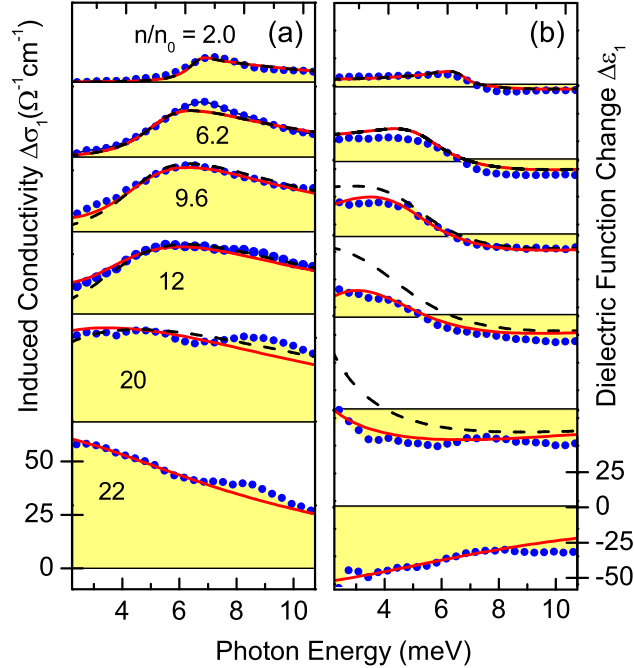 Induced Conductivity Δσ₁(Ω⁻¹cm⁻¹)
(a)
n/n₀ = 2.0
6.2
9.6
12
20
22
50
25
0
4 6 8 10
(b)
Dielectric Function Change Δε₁
25
0
-25
-50
4 6 8 10
Photon Energy (meV)